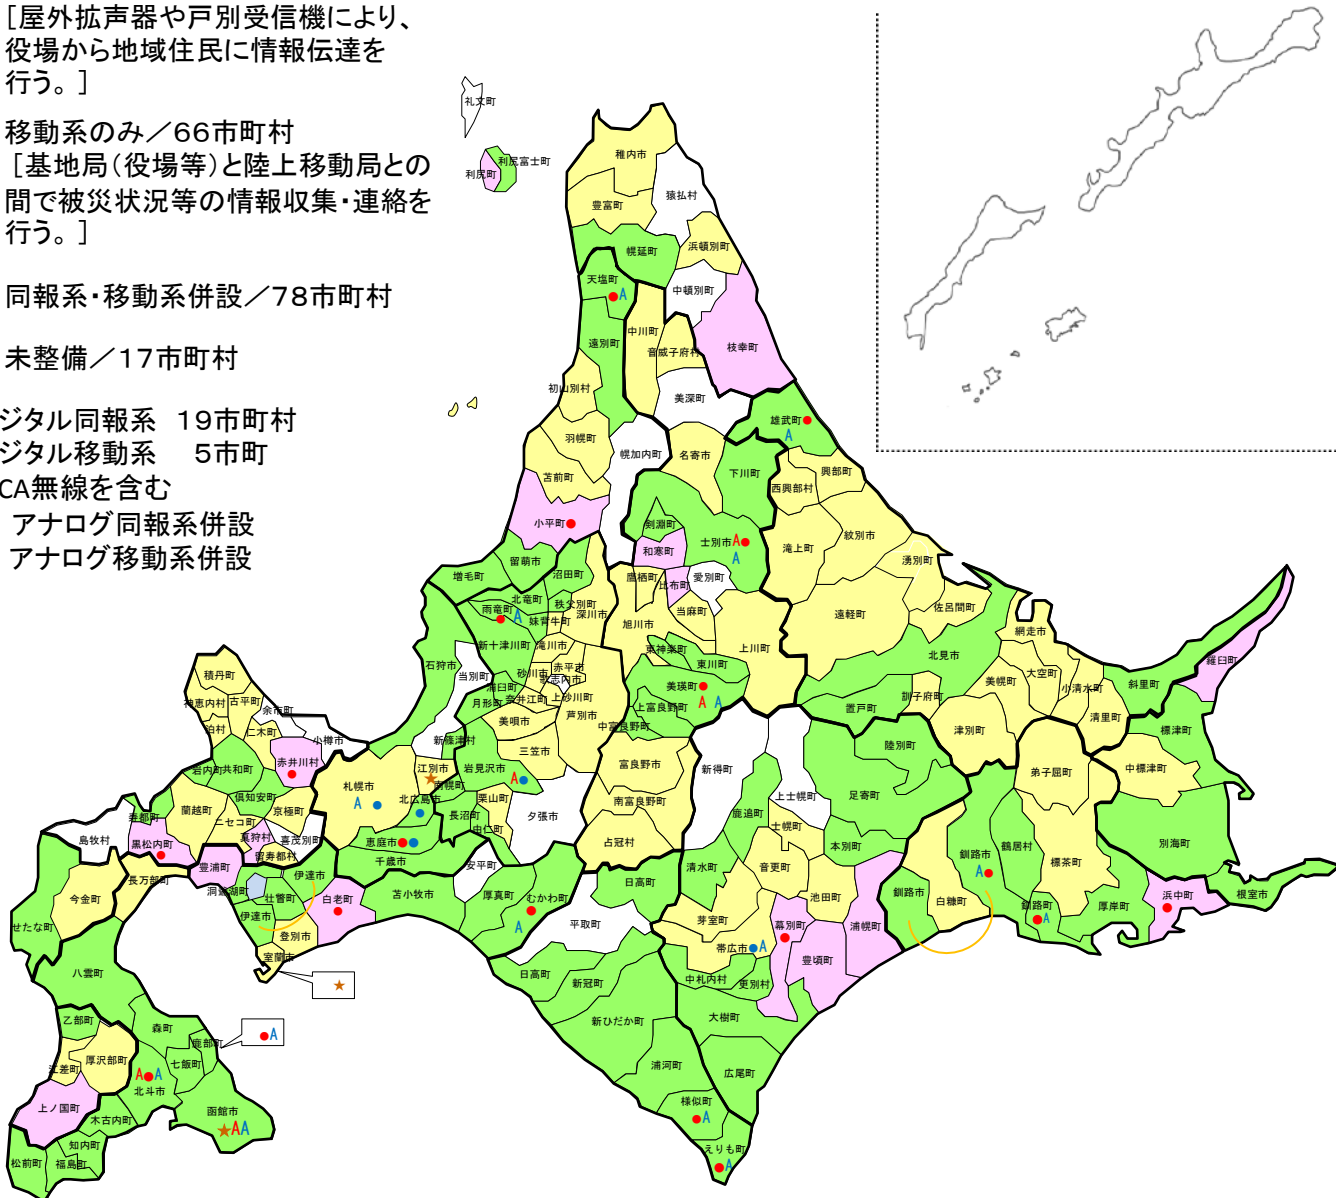 [屋外拡声器や戸別受信機により、
役場から地域住民に情報伝達を
行う。]
移動系のみ／66市町村
[基地局(役場等)と陸上移動局との
間で被災状況等の情報収集・連絡を
行う。]
同報系・移動系併設／78市町村
未整備／17市町村
ジタル同報系 19市町村
ジタル移動系 5市町
CA無線を含む
アナログ同報系併設
アナログ移動系併設
礼文町
利尻富士町
利尻町
稚内市
猿払村
豊富町
浜頓別町
幌延町
天塩町
A
中頓別町
中川町
音威子府村
枝幸町
遠別町
初山別村
美深町
雄武町
A
羽幌町
幌加内町
名寄市
下川町
興部町
西興部村
苫前町
小平町
剣淵町
士別市
A
A
和寒町
滝上町
紋別市
湧別町
留萌市
増毛町
沼田町
鷹栖町
比布町
愛別町
北竜町
秩父別町
雨竜町
A
妹背牛町
深川市
旭川市
当麻町
上川町
遠軽町
佐呂間町
網走市
新十津川町
滝川市
東神楽町
東川町
北見市
大空町
小清水町
斜里町
羅臼町
石狩市
当別町
砂川市
赤平市
歌志内市
美瑛町
A
A
美幌町
訓子府町
置戸町
清里町
浦臼町
奈井江町
上砂川町
月形町
上富良野町
中富良野町
津別町
標津町
積丹町
神恵内村
古平町
余市町
泊村
仁木町
小樽市
美唄市
芦別市
新篠津村
三笠市
富良野市
新得町
陸別町
中標津町
弟子屈町
赤井川村
岩内町
共和町
札幌市
A
江別市
南幌町
岩見沢市
A
北広島市
栗山町
夕張市
南富良野町
上士幌町
足寄町
別海町
倶知安町
蘭越町
ニセコ町
京極町
寿都町
島牧村
黒松内町
真狩村
喜茂別町
留寿都村
恵庭市
千歳市
長沼町
由仁町
占冠村
鹿追町
士幌町
本別町
釧路市
A
鶴居村
標茶町
豊浦町
伊達市
安平町
清水町
音更町
長万部町
今金町
洞爺湖町
壮瞥町
白老町
苫小牧市
厚真町
むかわ町
A
日高町
池田町
釧路市
白糠町
釧路町
A
厚岸町
浜中町
根室市
せたな町
伊達市
登別市
室蘭市
平取町
芽室町
帯広市
A
幕別町
浦幌町
八雲町
日高町
新冠町
中札内村
更別村
豊頃町
乙部町
森町
鹿部町
A
新ひだか町
大樹町
江差町
厚沢部町
七飯町
A
A
北斗市
浦河町
広尾町
上ノ国町
木古内町
函館市
AA
様似町
A
知内町
福島町
松前町
えりも町
A